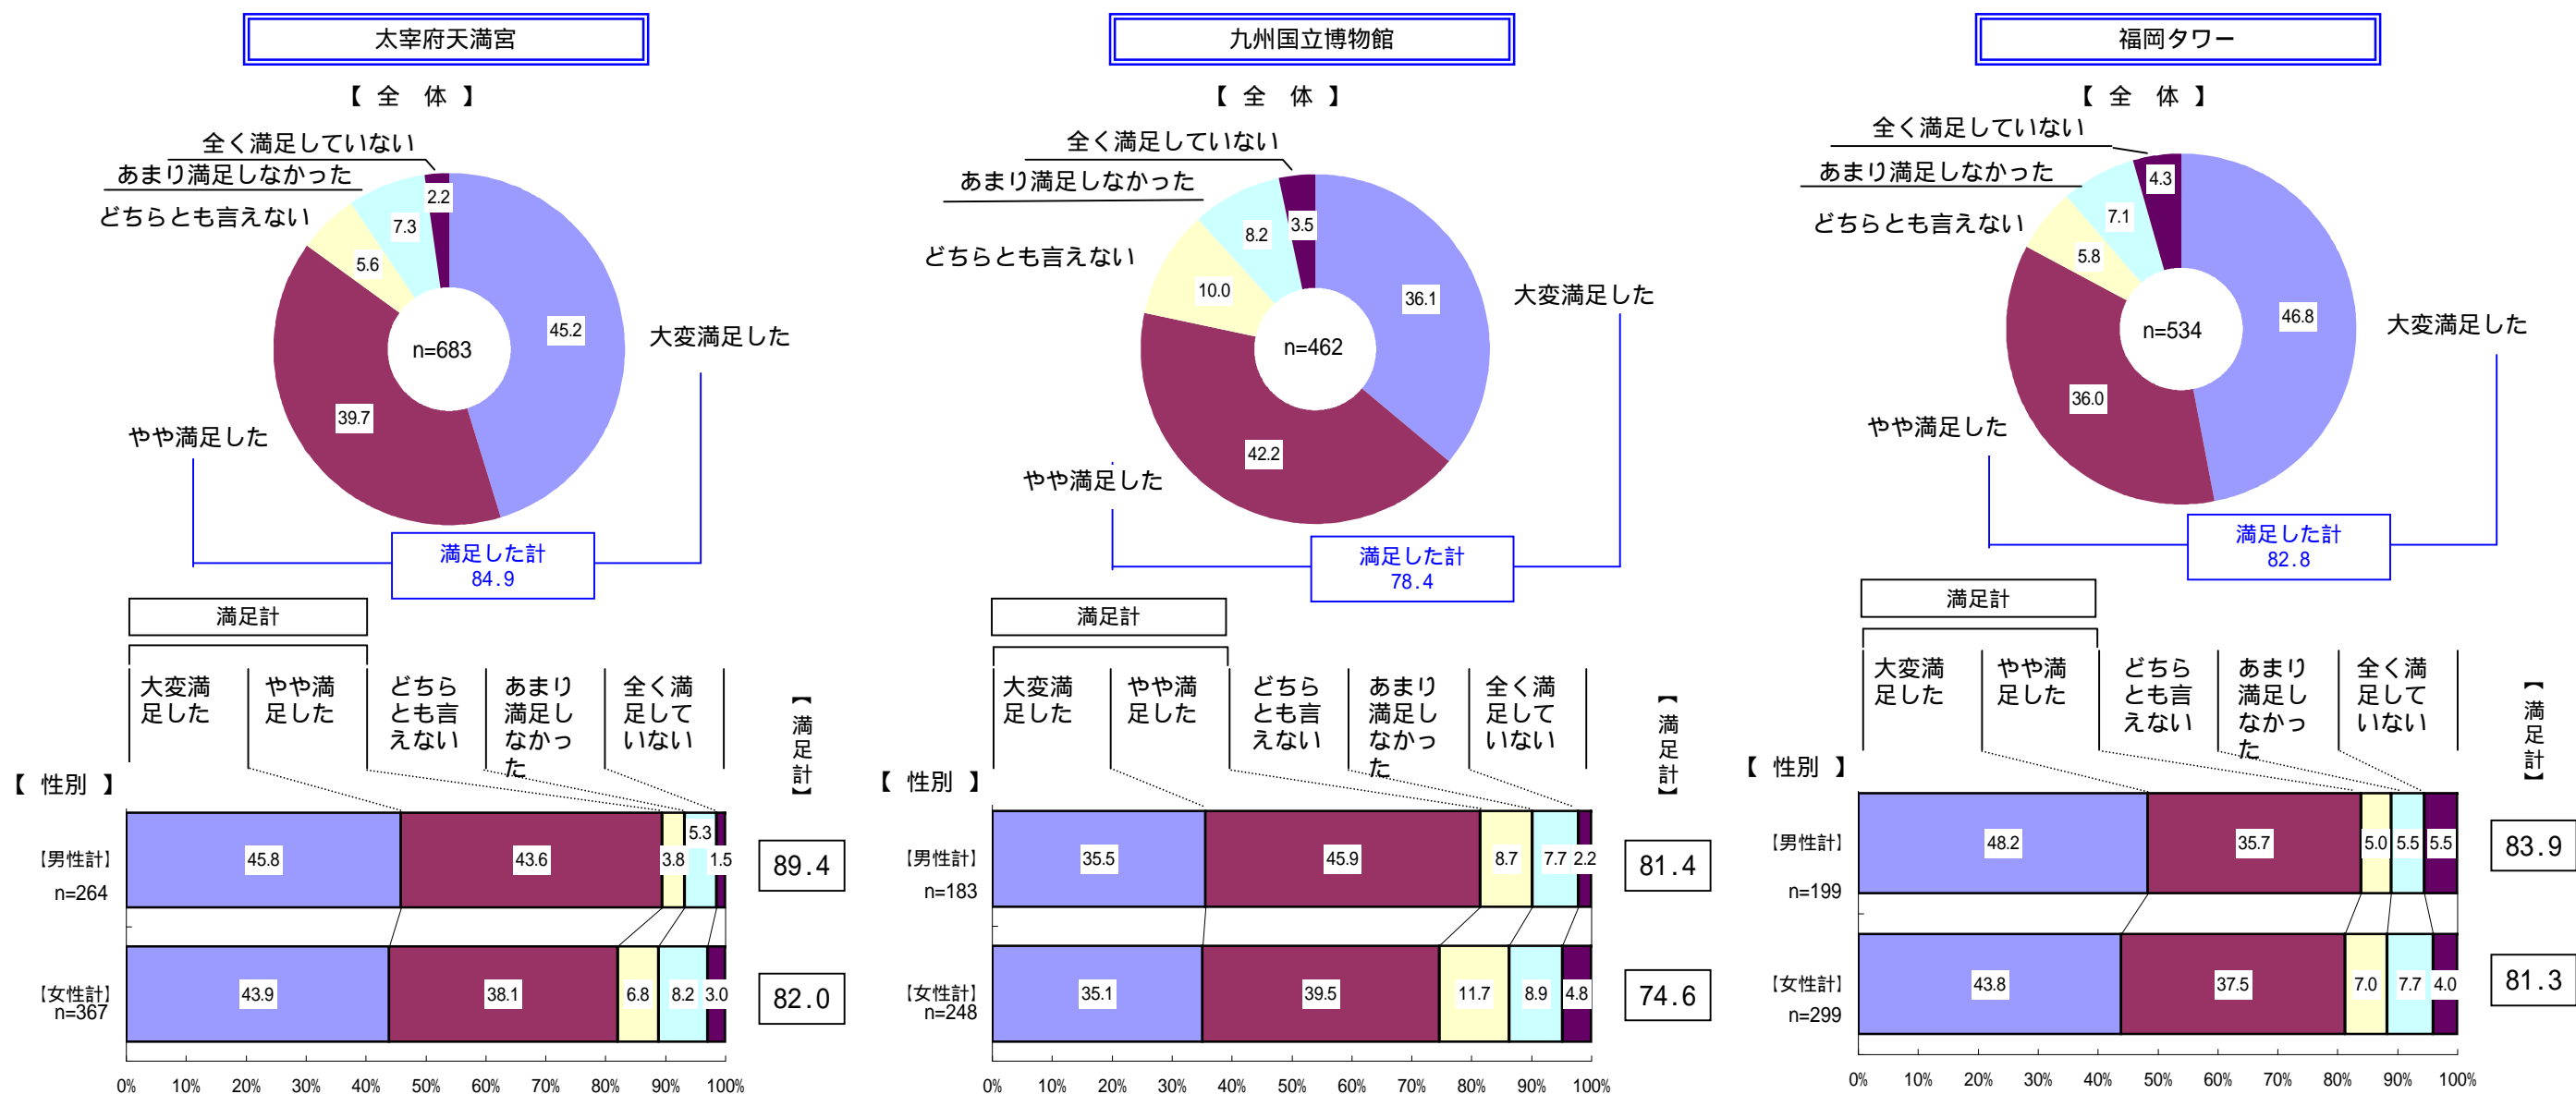 太宰府天満宮
【 全 体 】
全く満足していない
あまり満足しなかった
どちらとも言えない
2.2
7.3
5.6
45.2
39.7
n=683
大変満足した
やや満足した
満足した計
84.9
満足計
大変満
足した
やや満
足した
どちら
とも言
えない
あまり
満足し
なかっ
た
全く満
足して
いない
【満足計】
【 性別 】
【男性計】
n=264
45.8
43.6
3.8
5.3
1.5
89.4
【女性計】
n=367
43.9
38.1
6.8
8.2
3.0
82.0
0% 10% 20% 30% 40% 50% 60% 70% 80% 90% 100%
九州国立博物館
【 全 体 】
全く満足していない
あまり満足しなかった
どちらとも言えない
3.5
8.2
10.0
36.1
42.2
n=462
大変満足した
やや満足した
満足した計
78.4
満足計
大変満
足した
やや満
足した
どちら
とも言
えない
あまり
満足し
なかっ
た
全く満
足して
いない
【満足計】
【 性別 】
【男性計】
n=183
35.5
45.9
8.7
7.7
2.2
81.4
【女性計】
n=248
35.1
39.5
11.7
8.9
4.8
74.6
0% 10% 20% 30% 40% 50% 60% 70% 80% 90% 100%
福岡タワー
【 全 体 】
全く満足していない
あまり満足しなかった
どちらとも言えない
4.3
7.1
5.8
46.8
36.0
n=534
大変満足した
やや満足した
満足した計
82.8
満足計
大変満
足した
やや満
足した
どちら
とも言
えない
あまり
満足し
なかっ
た
全く満
足して
いない
【満足計】
【 性別 】
【男性計】
n=199
48.2
35.7
5.0
5.5
5.5
83.9
【女性計】
n=299
43.8
37.5
7.0
7.7
4.0
81.3
0% 10% 20% 30% 40% 50% 60% 70% 80% 90% 100%